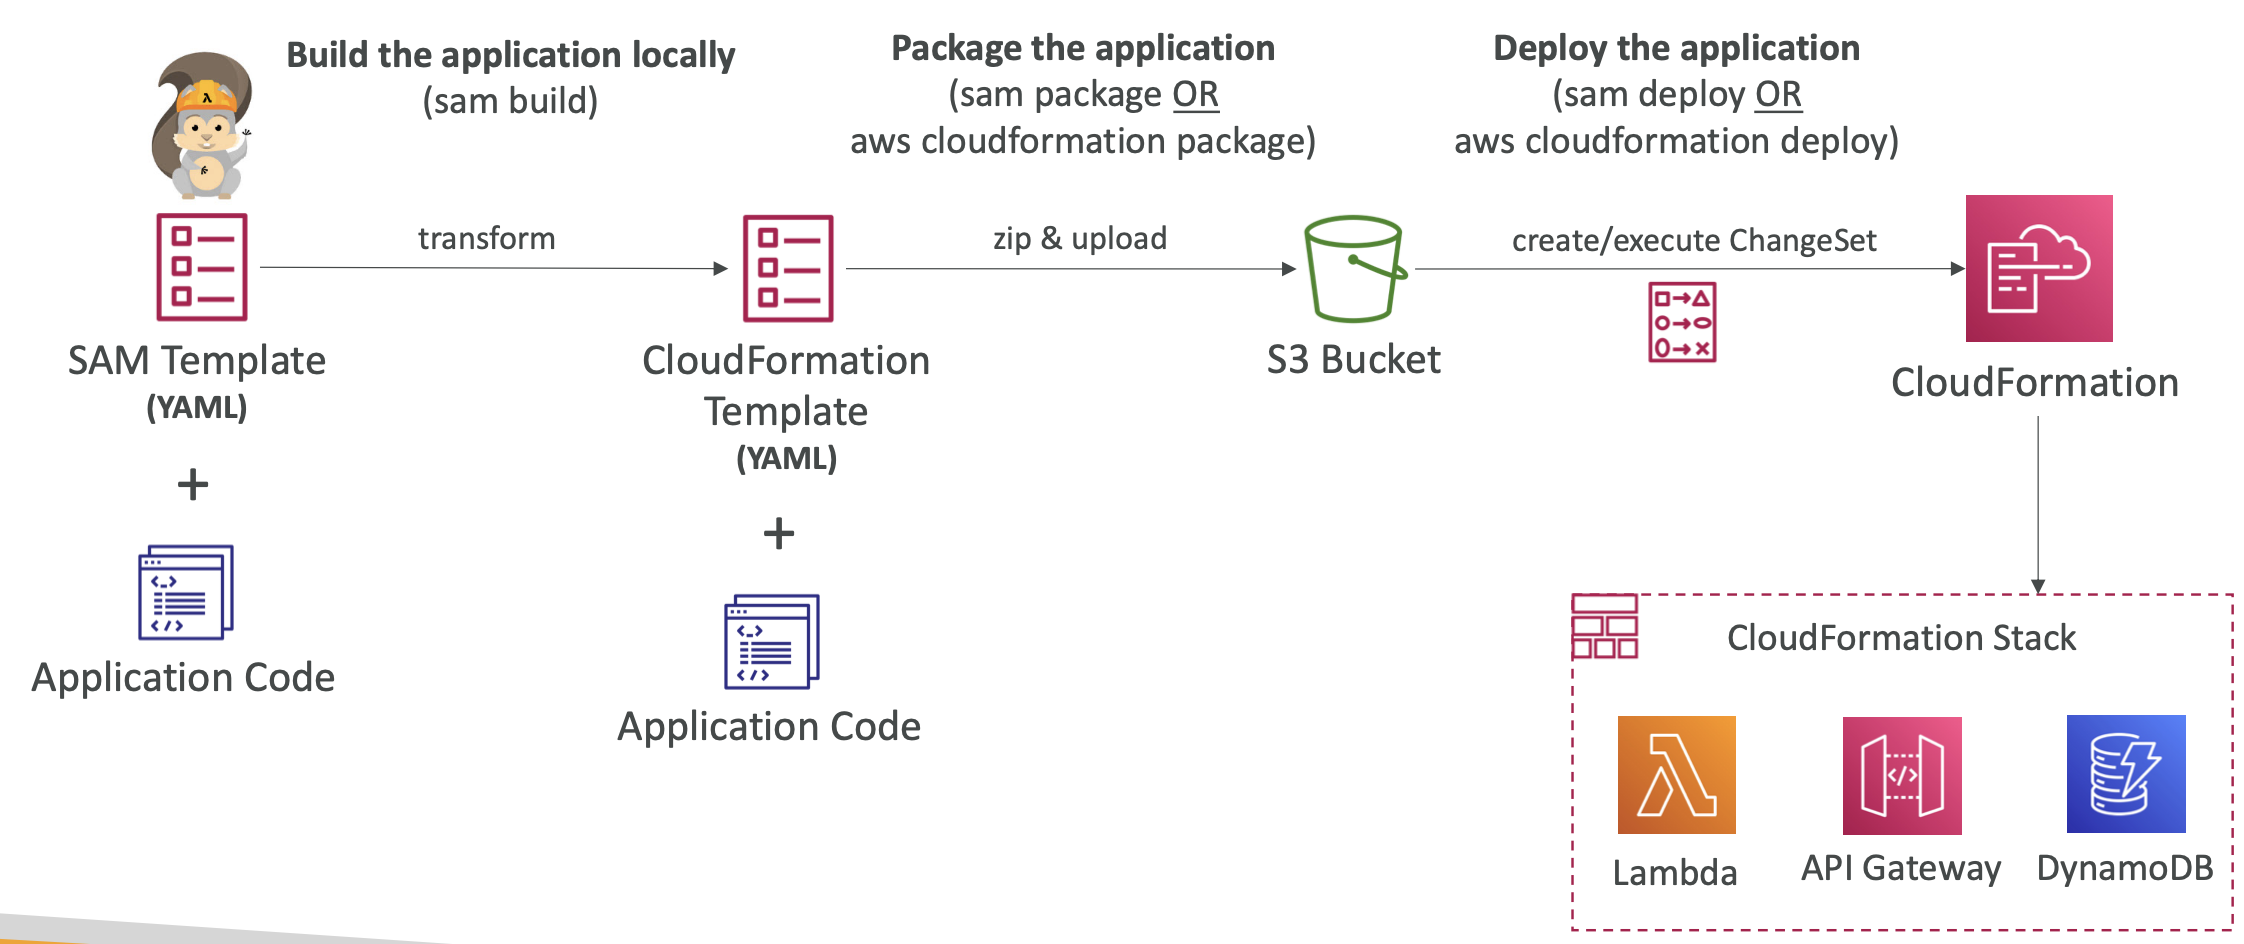 Build the application locally
(sam build)
Package the application
(sam package OR
aws cloudformation package)
Deploy the application
(sam deploy OR
aws cloudformation deploy)
transform
zip & upload
create/execute ChangeSet
SAM Template
(YAML)
+
Application Code
CloudFormation
Template
(YAML)
+
Application Code
S3 Bucket
CloudFormation
CloudFormation Stack
Lambda
API Gateway
DynamoDB